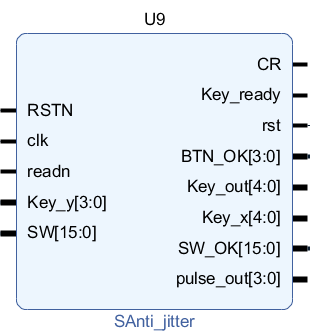 U9
RSTN
clk
readn
Key_y[3:0]
SW[15:0]
CR
Key_ready
rst
BTN_OK[3:0]
Key_out[4:0]
Key_x[4:0]
SW_OK[15:0]
pulse_out[3:0]
SAnti_jitter